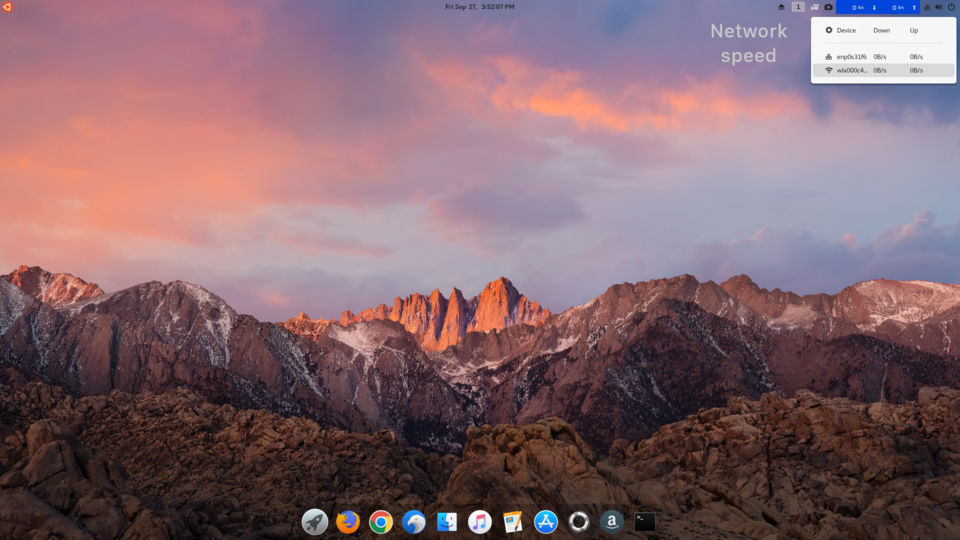 Fri Sep 27, 3:52:07 PM
1
0 B/s ↓ 0 B/s ↑
Network
speed
Device Down Up
enp0s31f6 0B/s 0B/s
wlx000c4... 0B/s 0B/s